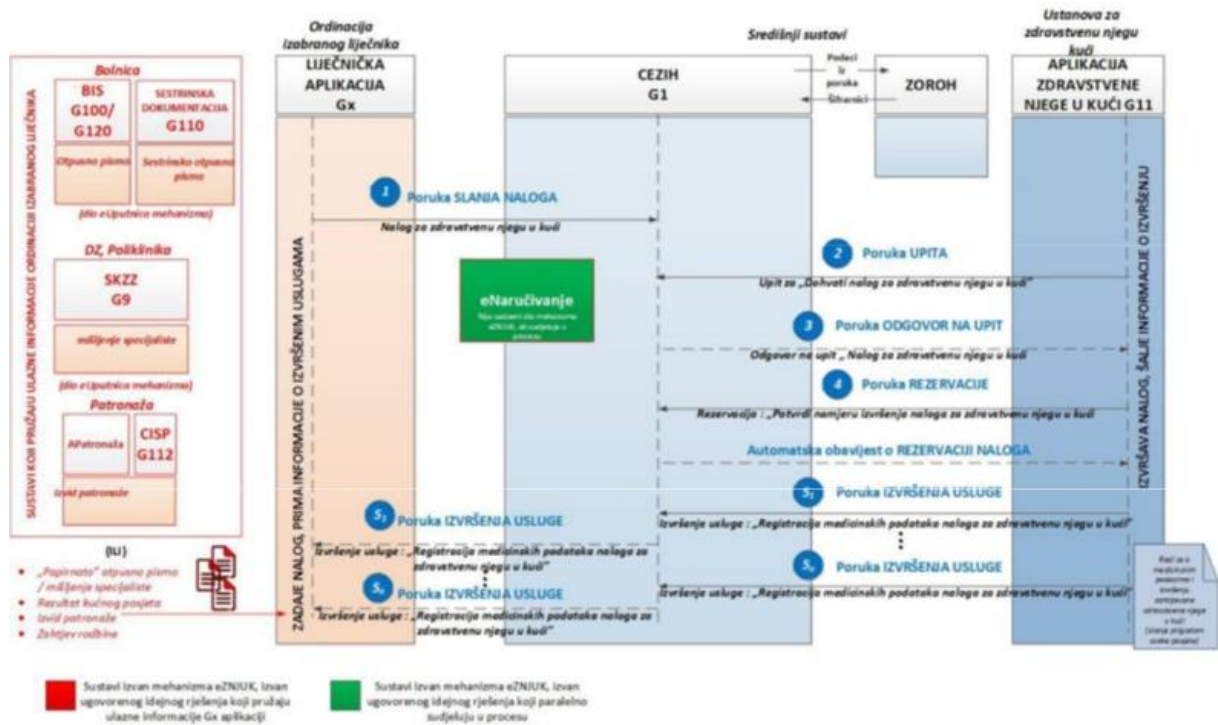 Ordinacija
izabranog liječnika
LIJEČNIČKA
APLIKACIJA
Gx
Središnji sustavi
CEZIH
G1
Podaci
iz
poruka
Šifarnici
ZOROH
Ustanova za
zdravstvenu njegu
kući
APLIKACIJA
ZDRAVSTVENE
NJEGE U KUĆI G11
SUSTAVI KOJI PRUŽAJU ULAZNE INFORMACIJE ORDINACIJI IZABRANOG LIJEČNIKA
Bolnica
BIS
G100/
G120
SESTRINSKA
DOKUMENTACIJA
G110
Otpusno pismo
Sestrinsko otpusno
pismo
(dio eUputnica mehanizma)
DZ, Poliklinika
SKZZ
G9
mišljenje specijaliste
(dio eUputnica mehanizma)
Patronaža
APatronaža
CISP
G112
Izvid patronaže
(ILI)
• „Papirnato" otpusno pismo
/ mišljenje specijaliste
• Rezultat kućnog posjeta
• Izvid patronaže
• Zahtjev rodbine
ZADAJE NALOG, PRIMA INFORMACIJE O IZVRŠENIM USLUGAMA
1 Poruka SLANJA NALOGA
Nalog za zdravstvenu njegu u kući
2 Poruka UPITA
Upit za „Dohvati nalog za zdravstvenu njegu u kući"
eNaručivanje
3 Poruka ODGOVOR NA UPIT
Odgovor na upit „ Nalog za zdravstvenu njegu u kući
4 Poruka REZERVACIJE
Rezervacija : „Potvrdi namjeru izvršenja naloga za zdravstvenu njegu u kući
Automatska obavijest o REZERVACIJI NALOGA
S1 Poruka IZVRŠENJA USLUGE
Izvršenje usluge : „Registracija medicinskih podataka naloga za zdravstvenu njegu u kući"
S1 Poruka IZVRŠENJA USLUGE
Izvršenje usluge : „Registracija medicinskih podataka naloga za
zdravstvenu njegu u kući"
Sn Poruka IZVRŠENJA USLUGE
Izvršenje usluge : „Registracija medicinskih podataka naloga za zdravstvenu njegu u kući"
Sn Poruka IZVRŠENJA USLUGE
Izvršenje usluge : „Registracija medicinskih podataka naloga za
zdravstvenu njegu u kući"
IZVRŠAVA NALOG, ŠALJE INFORMACIJE O IZVRŠENJU
Sustavi izvan mehanizma eZNJUK, izvan
ugovorenog idejnog rješenja koji pružaju
ulazne informacije Gx aplikaciji
Sustavi izvan mehanizma eZNJUK, izvan
ugovorenog idejnog rješenja koji paralelno
sudjeluju u procesu